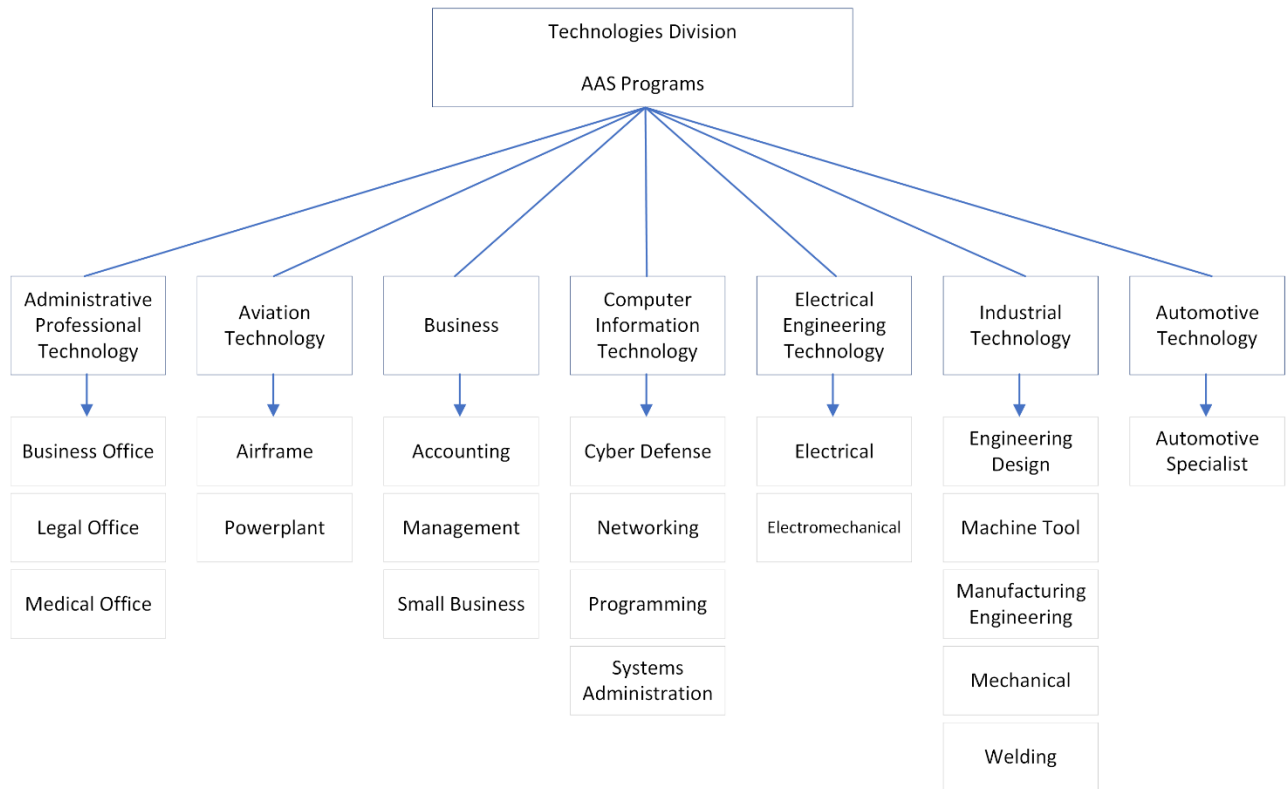 Technologies Division
AAS Programs
Administrative
Professional
Technology
Aviation
Technology
Business
Computer
Information
Technology
Electrical
Engineering
Technology
Industrial
Technology
Automotive
Technology
Business Office
Airframe
Accounting
Cyber Defense
Electrical
Engineering
Design
Automotive
Specialist
Legal Office
Powerplant
Management
Networking
Electromechanical
Machine Tool
Medical Office
Small Business
Programming
Manufacturing
Engineering
Systems
Administration
Mechanical
Welding